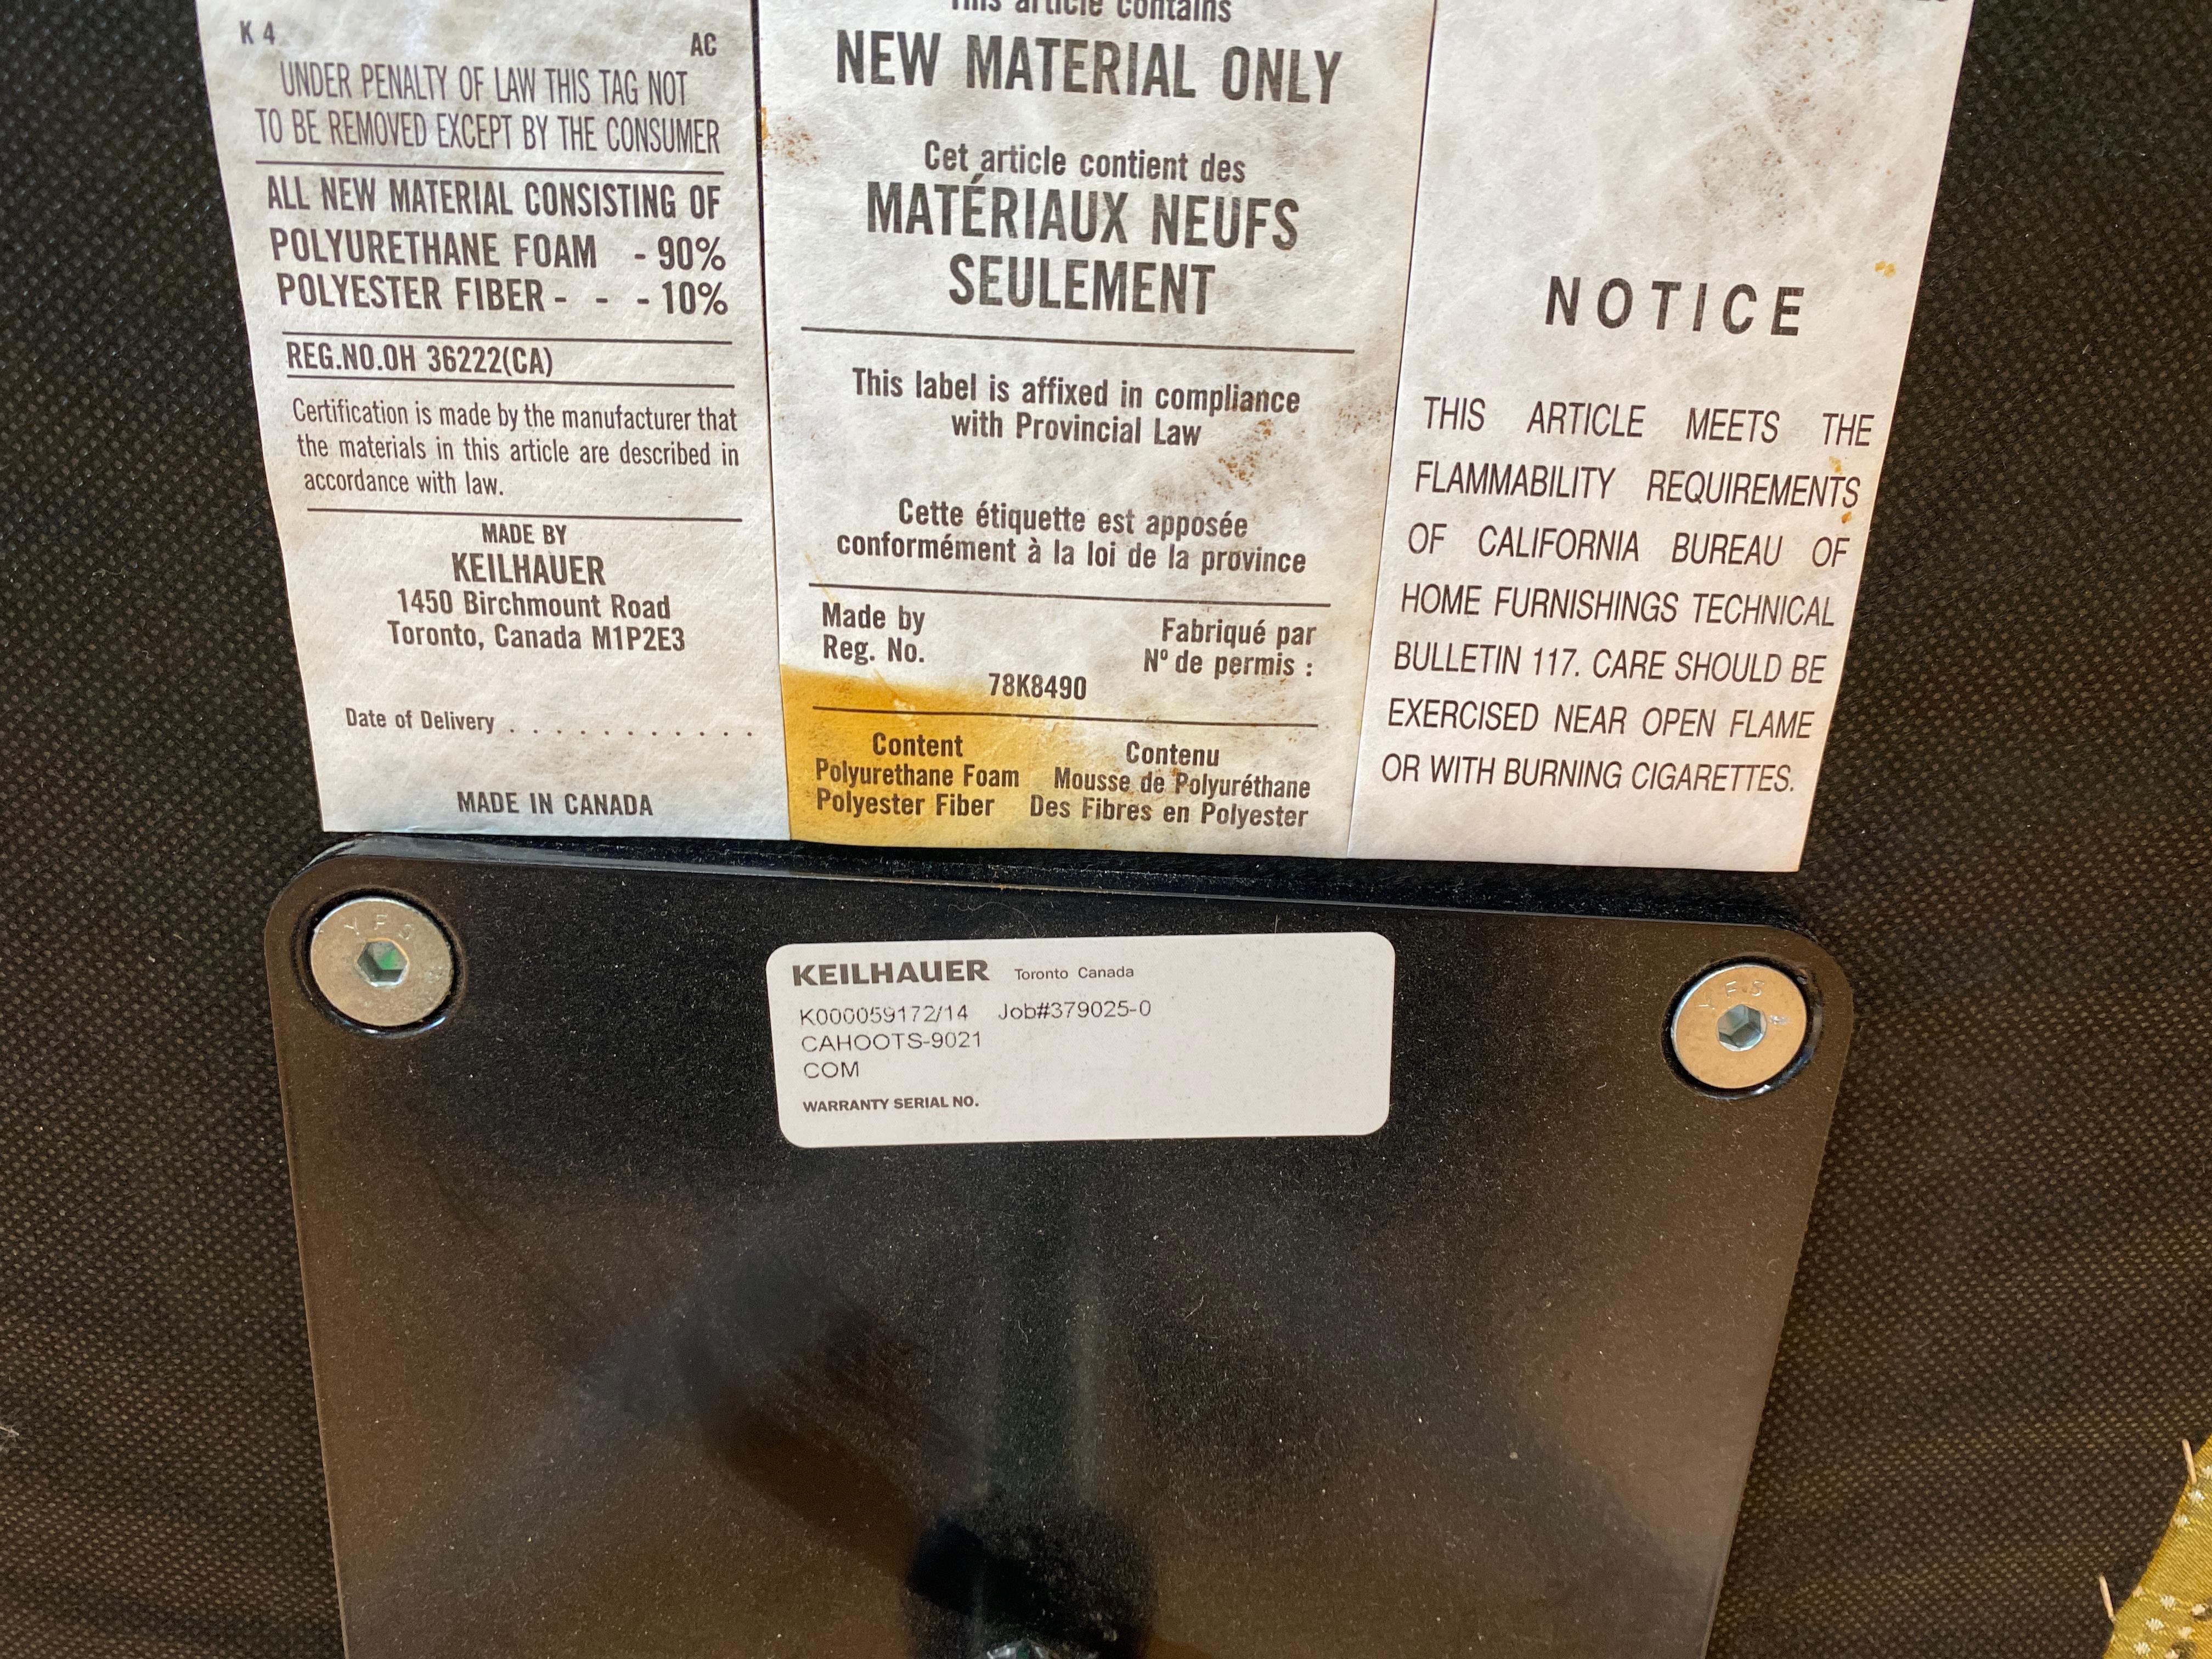 K 4
AC
UNDER PENALTY OF LAW THIS TAG NOT
TO BE REMOVED EXCEPT BY THE CONSUMER
ALL NEW MATERIAL CONSISTING OF
POLYURETHANE FOAM - 90%
POLYESTER FIBER - - - 10%
REG.NO.OH 36222(CA)
Certification is made by the manufacturer that
the materials in this article are described in
accordance with law.
MADE BY
KEILHAUER
1450 Birchmount Road
Toronto, Canada M1P2E3
Date of Delivery . . . . . . . . . . .
MADE IN CANADA
This article contains
NEW MATERIAL ONLY
Cet article contient des
MATÉRIAUX NEUFS
SEULEMENT
This label is affixed in compliance
with Provincial Law
Cette étiquette est apposée
conformément à la loi de la province
Made by Fabriqué par
Reg. No. Nº de permis :
78K8490
Content Contenu
Polyurethane Foam Mousse de Polyuréthane
Polyester Fiber Des Fibres en Polyester
NOTICE
THIS ARTICLE MEETS THE
FLAMMABILITY REQUIREMENTS
OF CALIFORNIA BUREAU OF
HOME FURNISHINGS TECHNICAL
BULLETIN 117. CARE SHOULD BE
EXERCISED NEAR OPEN FLAME
OR WITH BURNING CIGARETTES.
KEILHAUER Toronto Canada
K000059172/14 Job#379025-0
CAHOOTS-9021
COM
WARRANTY SERIAL NO.